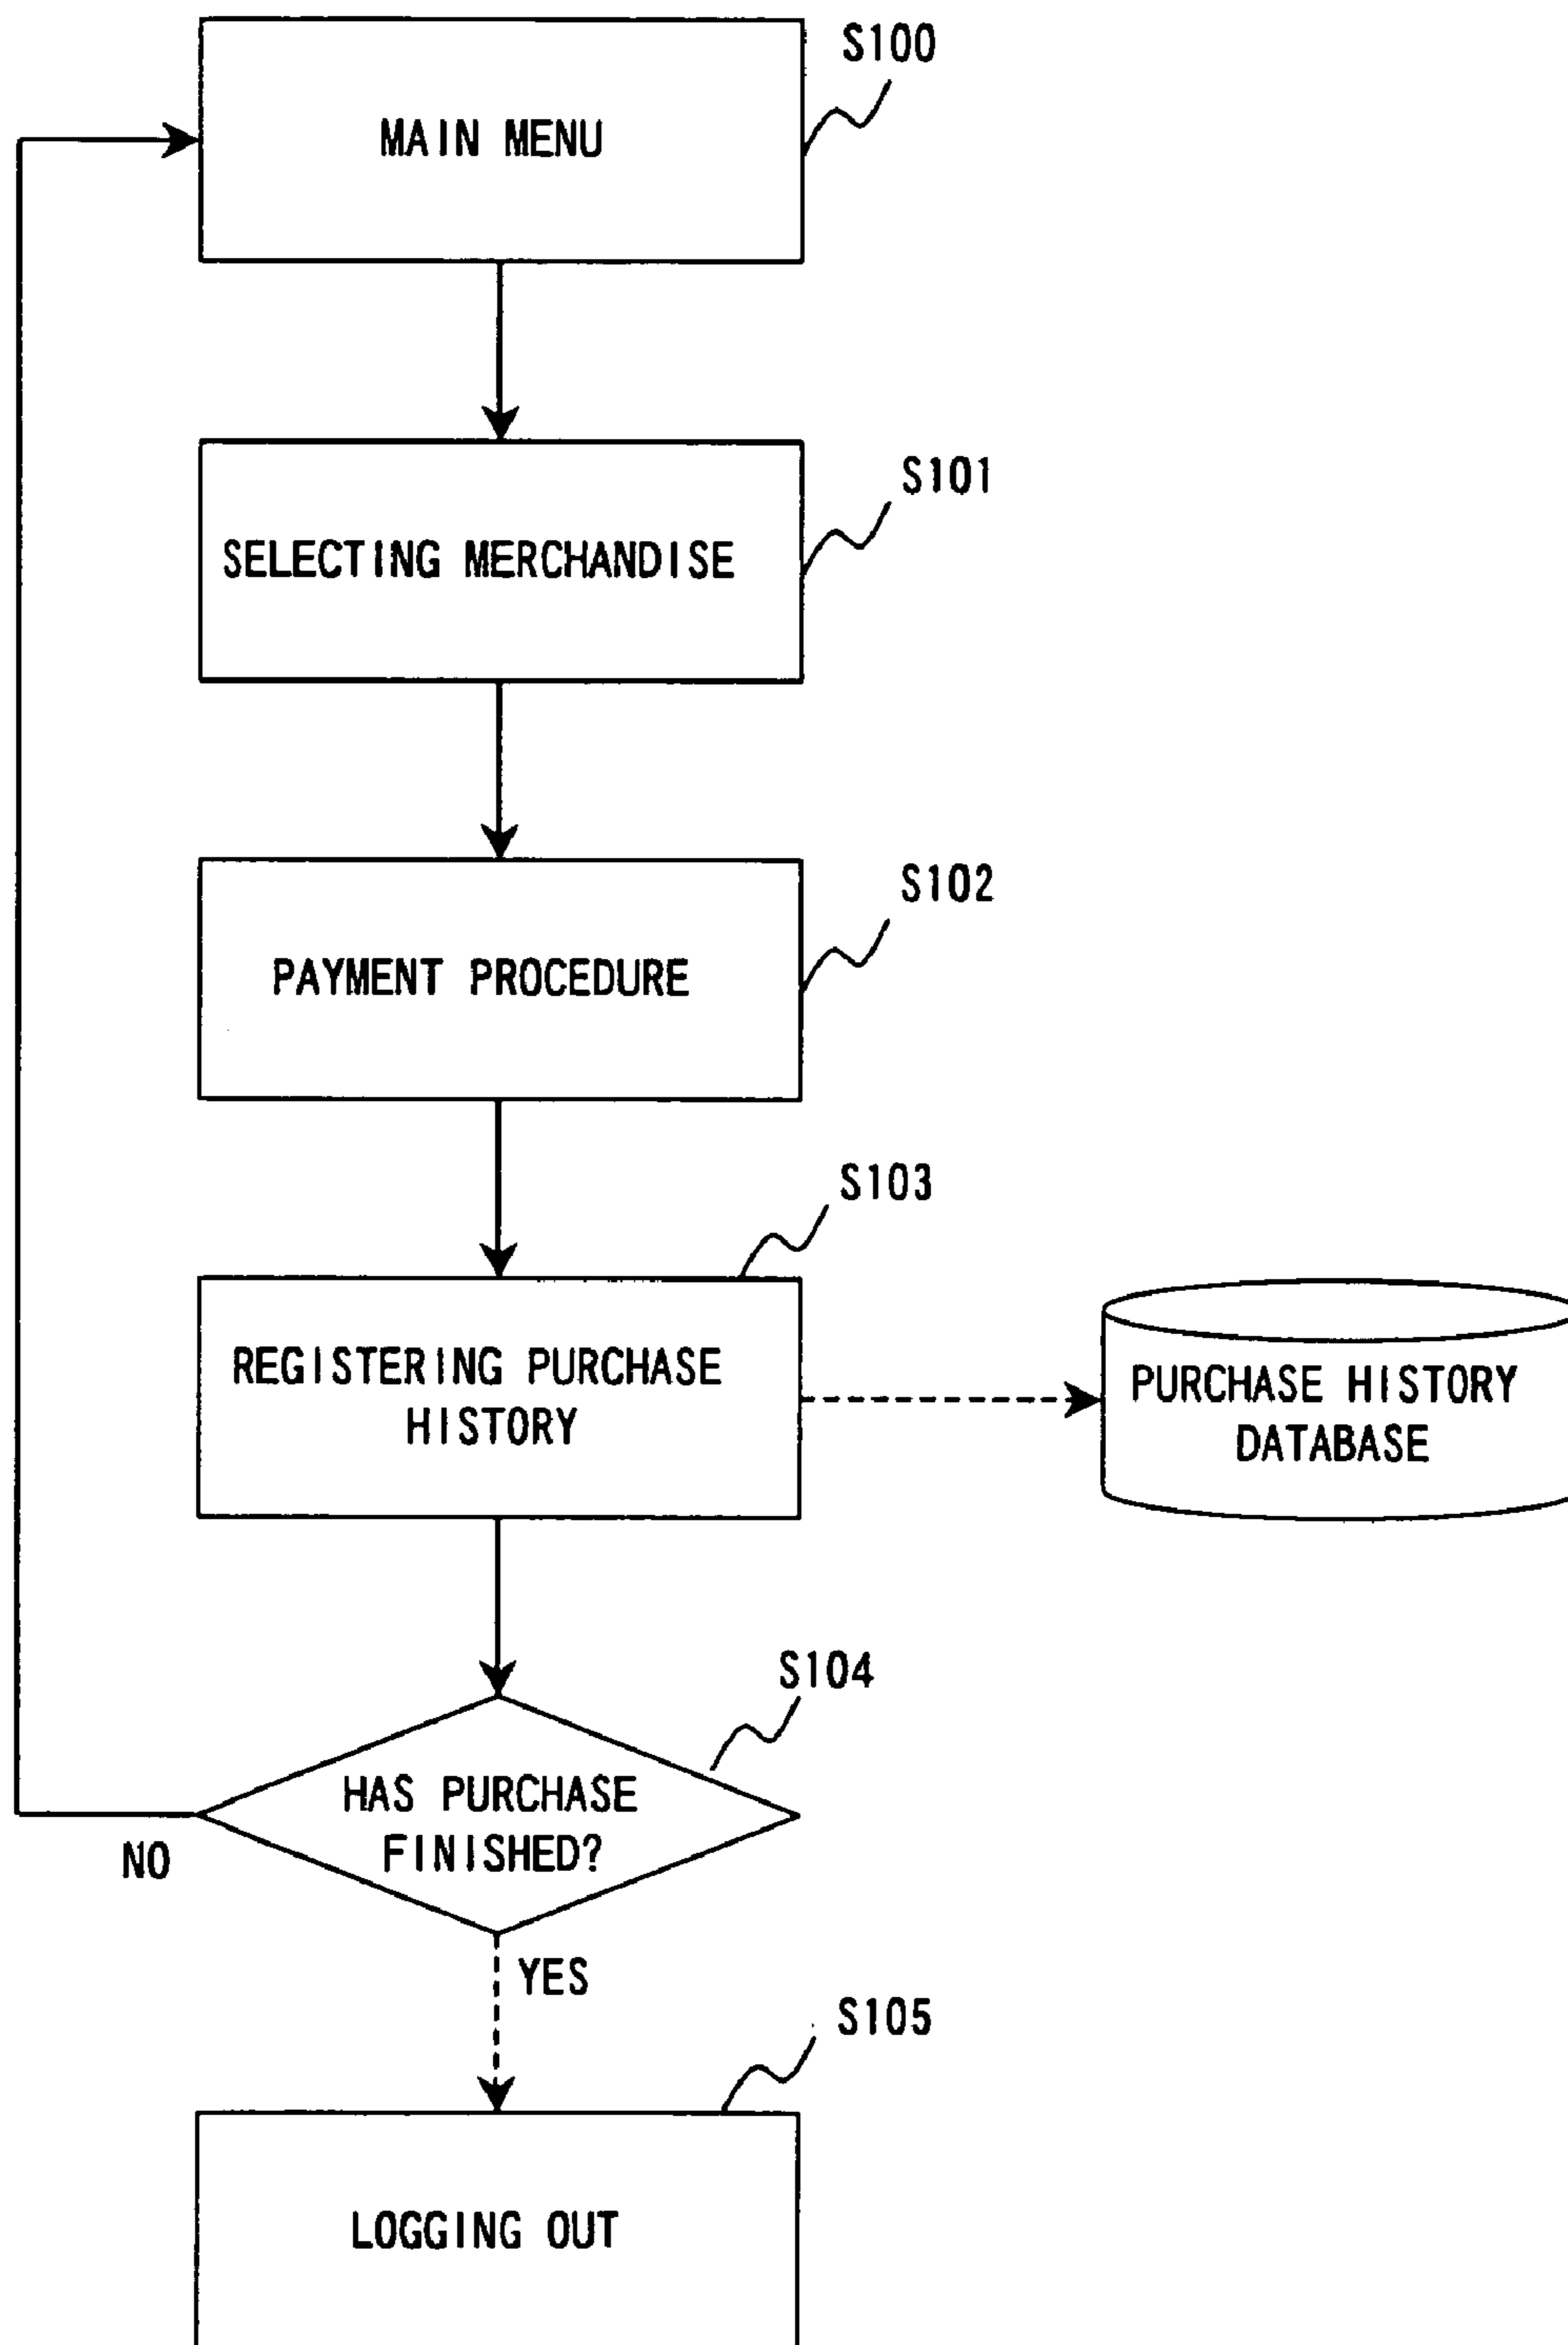 S100
MAIN MENU
S101
SELECTING MERCHANDISE
S102
PAYMENT PROCEDURE
S103
REGISTERING PURCHASE
HISTORY
PURCHASE HISTORY
DATABASE
S104
HAS PURCHASE
FINISHED?
NO
YES
S105
LOGGING OUT